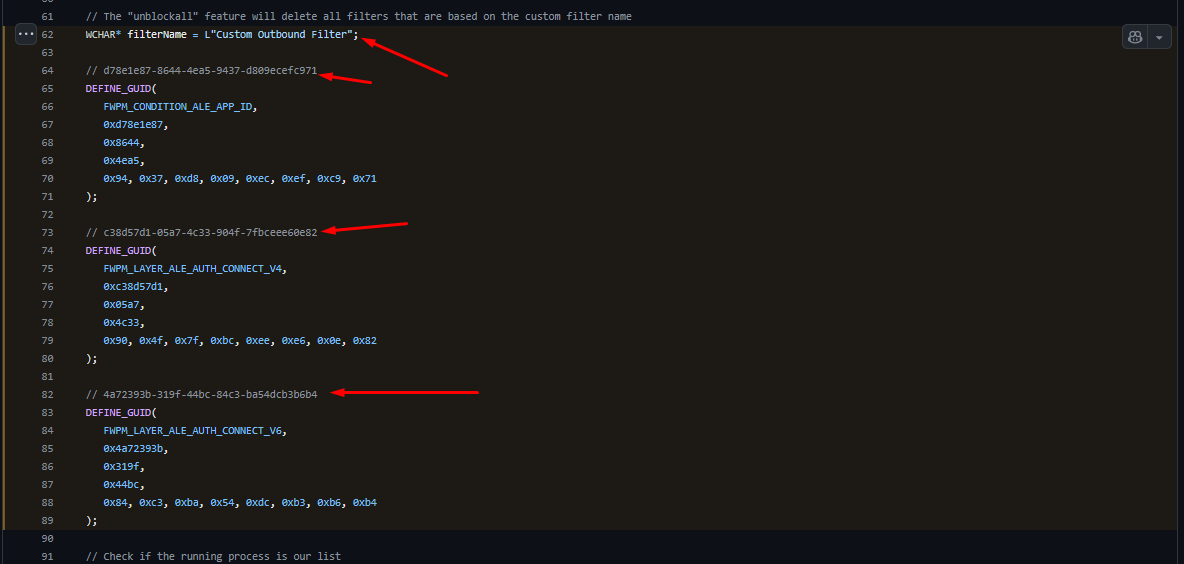 61 // The "unblockall" feature will delete all filters that are based on the custom filter name
62 WCHAR* filterName = L"Custom Outbound Filter";
63
64 // d78e1e87-8644-4ea5-9437-d809ecefc971
65 DEFINE_GUID(
66 FWPM_CONDITION_ALE_APP_ID,
67 0xd78e1e87,
68 0x8644,
69 0x4ea5,
70 0x94, 0x37, 0xd8, 0x09, 0xec, 0xef, 0xc9, 0x71
71 );
72
73 // c38d57d1-05a7-4c33-904f-7fbceee60e82
74 DEFINE_GUID(
75 FWPM_LAYER_ALE_AUTH_CONNECT_V4,
76 0xc38d57d1,
77 0x05a7,
78 0x4c33,
79 0x90, 0x4f, 0x7f, 0xbc, 0xee, 0xe6, 0x0e, 0x82
80 );
81
82 // 4a72393b-319f-44bc-84c3-ba54dcb3b6b4
83 DEFINE_GUID(
84 FWPM_LAYER_ALE_AUTH_CONNECT_V6,
85 0x4a72393b,
86 0x319f,
87 0x44bc,
88 0x84, 0xc3, 0xba, 0x54, 0xdc, 0xb3, 0xb6, 0xb4
89 );
90
91 // Check if the running process is our list